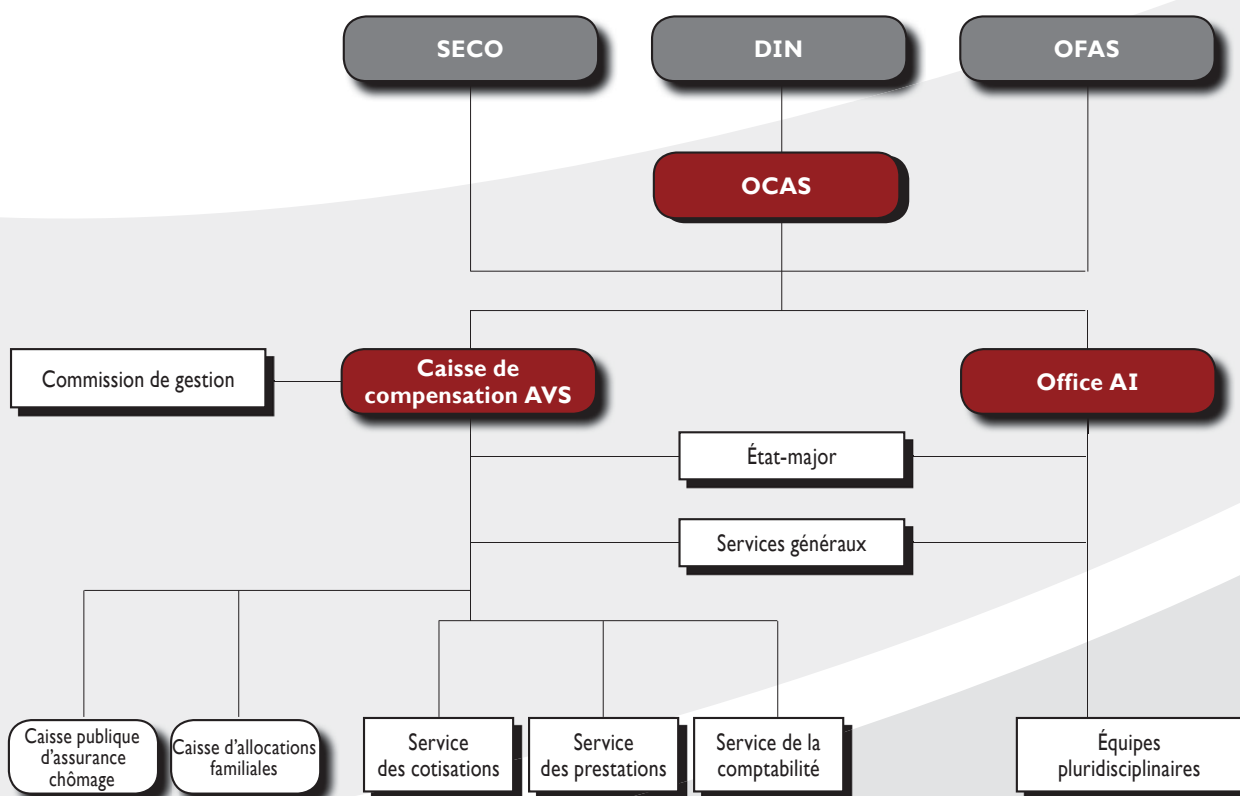 SECO
DIN
OFAS
OCAS
Commission de gestion
Caisse de
compensation AVS
Office AI
État-major
Services généraux
Caisse publique
d'assurance
chômage
Caisse d'allocations
familiales
Service
des cotisations
Service
des prestations
Service de la
comptabilité
Équipes
pluridisciplinaires